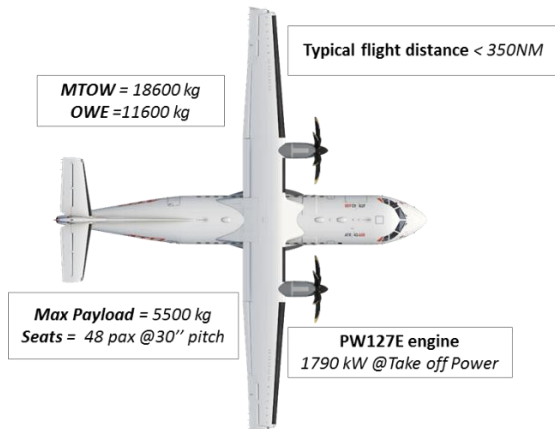 Typical flight distance < 350NM
MTOW = 18600 kg
OWE =11600 kg
Max Payload = 5500 kg
Seats = 48 pax @30’’ pitch
PW127E engine
1790 kW @Take off Power